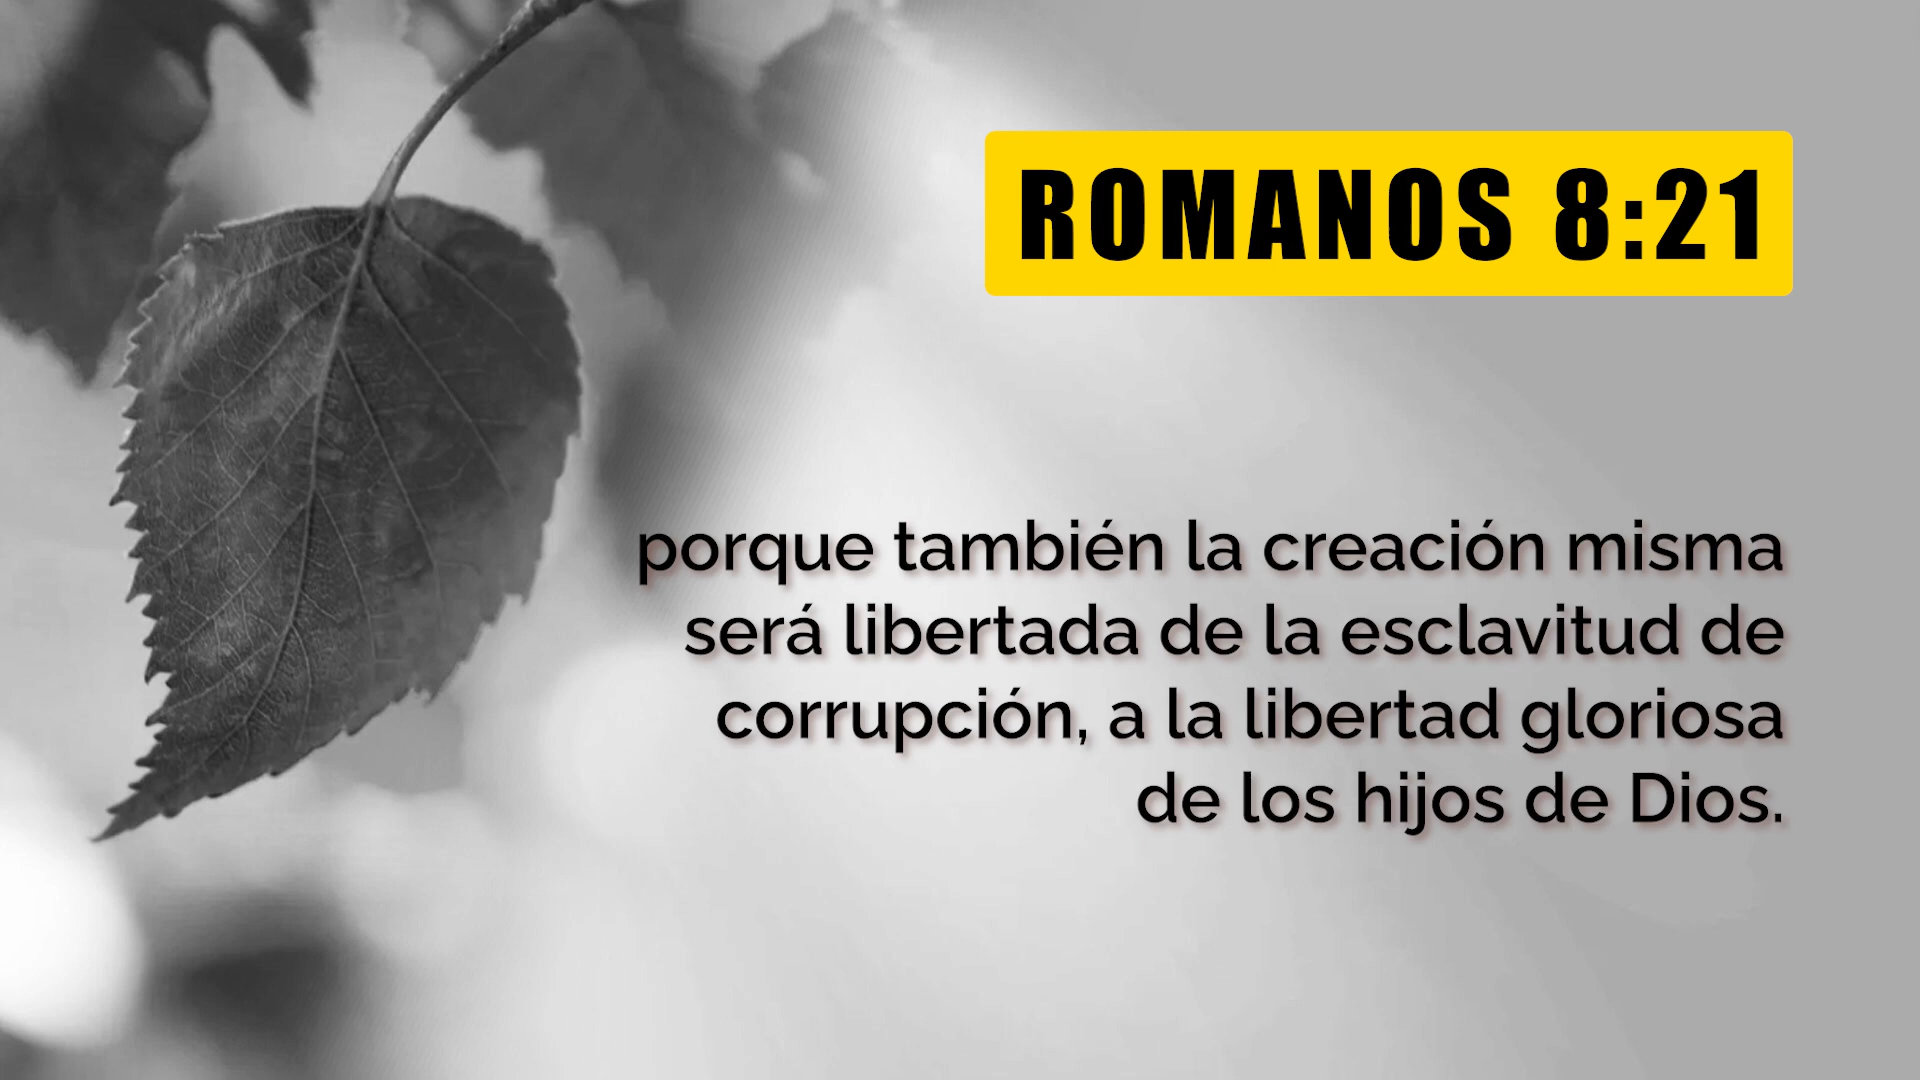 ROMANOS 8:21
porque también la creación misma
será libertada de la esclavitud de
corrupción, a la libertad gloriosa
de los hijos de Dios.